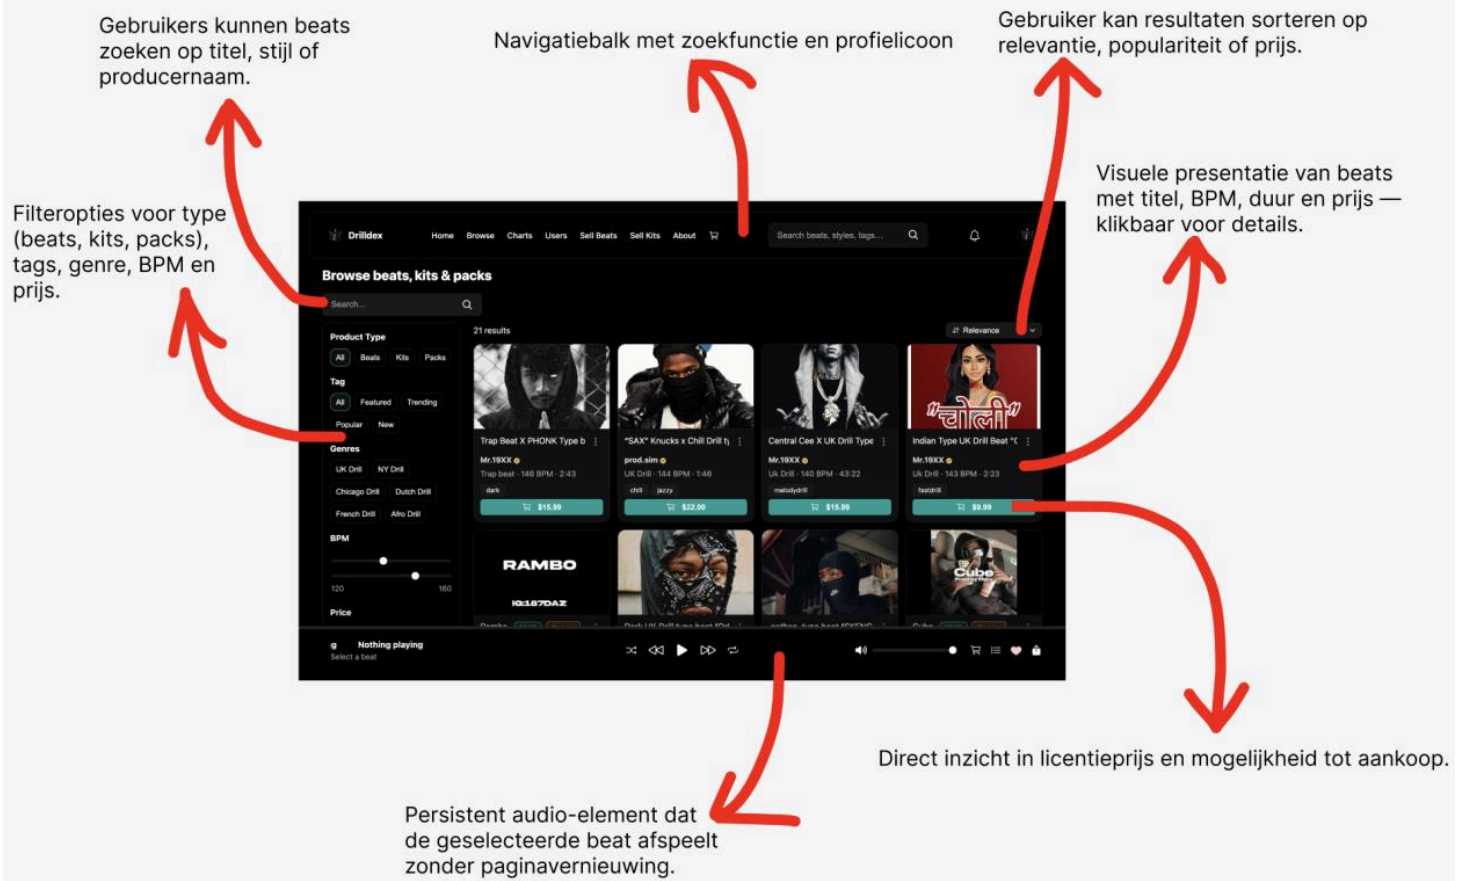 Gebruikers kunnen beats
zoeken op titel, stijl of
producernaam.
Navigatiebalk met zoekfunctie en profielicoon
Gebruiker kan resultaten sorteren op
relevantie, populariteit of prijs.
Visuele presentatie van beats
met titel, BPM, duur en prijs —
klikbaar voor details.
Filteropties voor type
(beats, kits, packs),
tags, genre, BPM en
prijs.
Drilldex Home Browse Charts Users Sell Beats Sell Kits About Search beats, styles, tags...
Browse beats, kits & packs
Search...
21 results
Relevance
Product Type
All Beats Kits Packs
Tag
All Featured Trending
Popular New
Genres
UK Drill NY Drill
Chicago Drill Dutch Drill
French Drill Afro Drill
BPM
120 160
Price
"चोली"
Trap Beat X PHONK Type b
Mr.19XX
Trap beat · 146 BPM · 2:43
dark
$15.99
"SAX" Knucks x Chill Drill ty
prod.sim
UK Drill · 144 BPM · 1:46
chill jazzy
$22.00
Central Cee X UK Drill Type
Mr.19XX
Uk Drill · 140 BPM · 43:22
melodydrill
$15.99
Indian Type UK Drill Beat "C
Mr.19XX
Uk Drill · 143 BPM · 2:23
fastdrill
$9.99
RAMBO
IG:187DAZ
Cube
g Nothing playing
Select a beat
Direct inzicht in licentieprijs en mogelijkheid tot aankoop.
Persistent audio-element dat
de geselecteerde beat afspeelt
zonder paginavernieuwing.